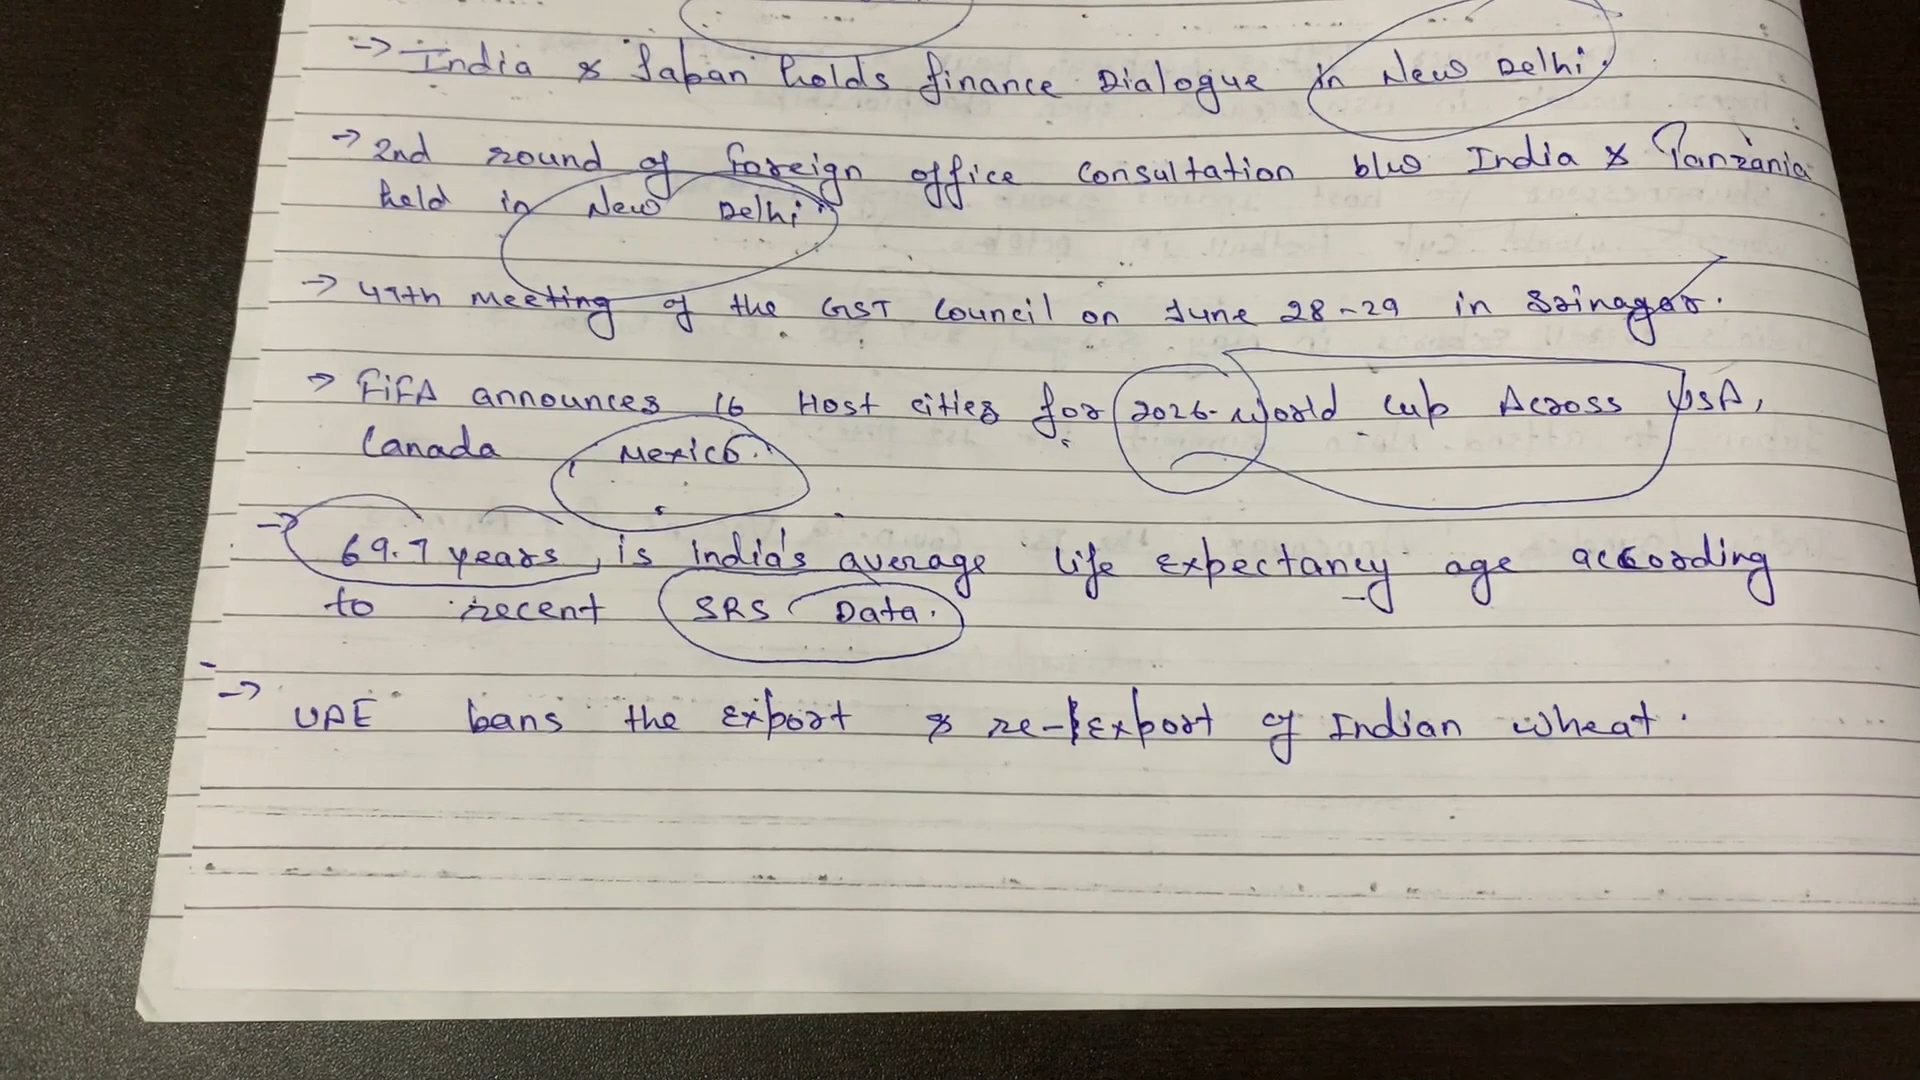 → India & Japan holds finance Dialogue in New Delhi.
→ 2nd round of foreign office Consultation b/w India & Tanzania
held in New Delhi
→ 47th Meeting of the GST Council on June 28-29 in Srinagar.
→ FiFA announces 16 Host cities for 2026-World Cup Across USA,
Canada, Mexico.
→ 69.7 years, is india's average life expectancy age according
to recent SRS Data.
→ UAE bans the export & re-export of Indian wheat.